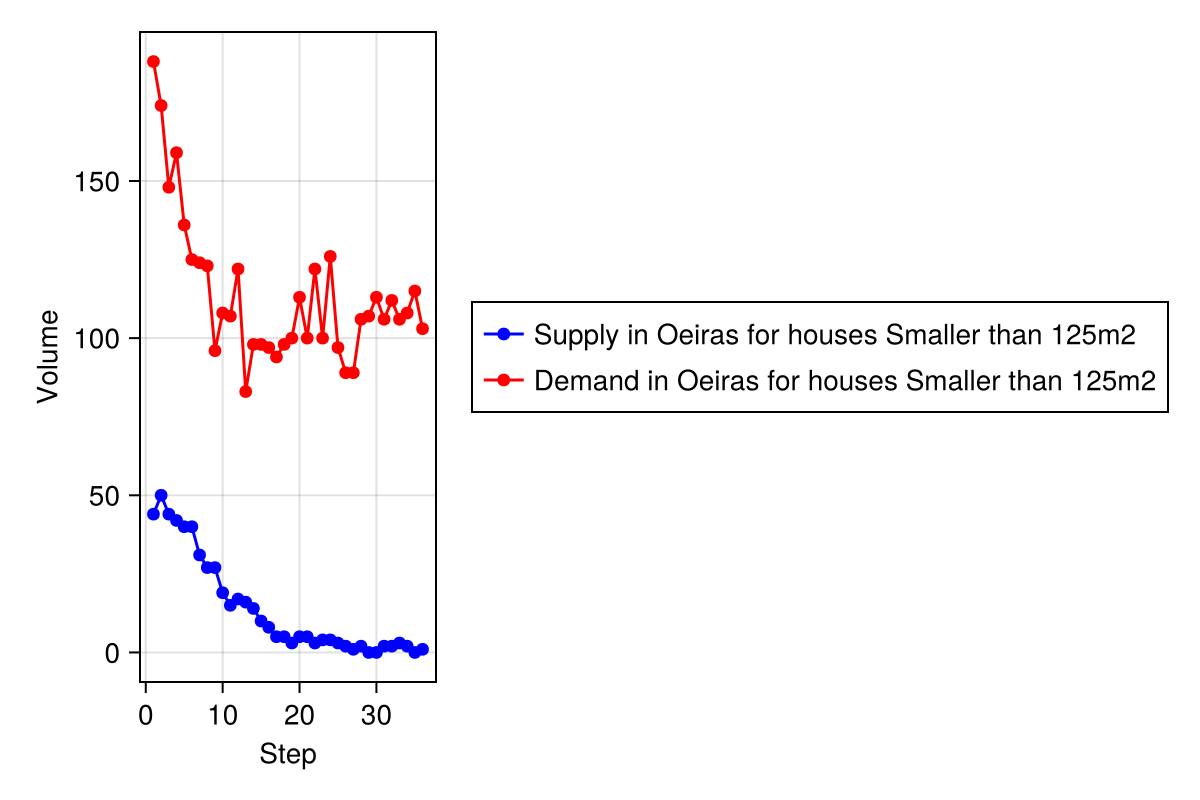 Volume
150
100
50
0
0 10 20 30
Step
Supply in Oeiras for houses Smaller than 125m2
Demand in Oeiras for houses Smaller than 125m2